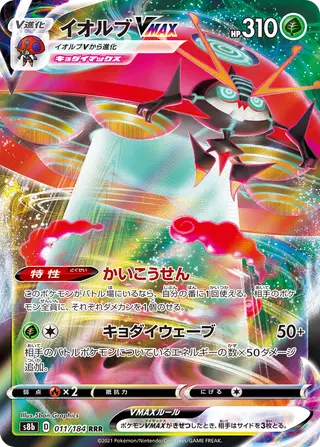 V進化
イオルブVMAX
HP 310
イオルブVから進化
キョダイマックス
特性 とくせい かいこうせん
このポケモンがバトル場にいるなら、自分の番に1回使える。相手のポケ
モン全員に、それぞれダメカンを1個のせる。
キョダイウェーブ 50+
相手のバトルポケモンについているエネルギーの数×50ダメージ
追加。
弱点 ×2 抵抗力 にげる
Illus. 5ban Graphics
VMAXルール
s8b D 011/184 RRR
ポケモンVMAXがきぜつしたとき、相手はサイドを3枚とる。
©2021 Pokémon/Nintendo/Creatures/GAME FREAK.